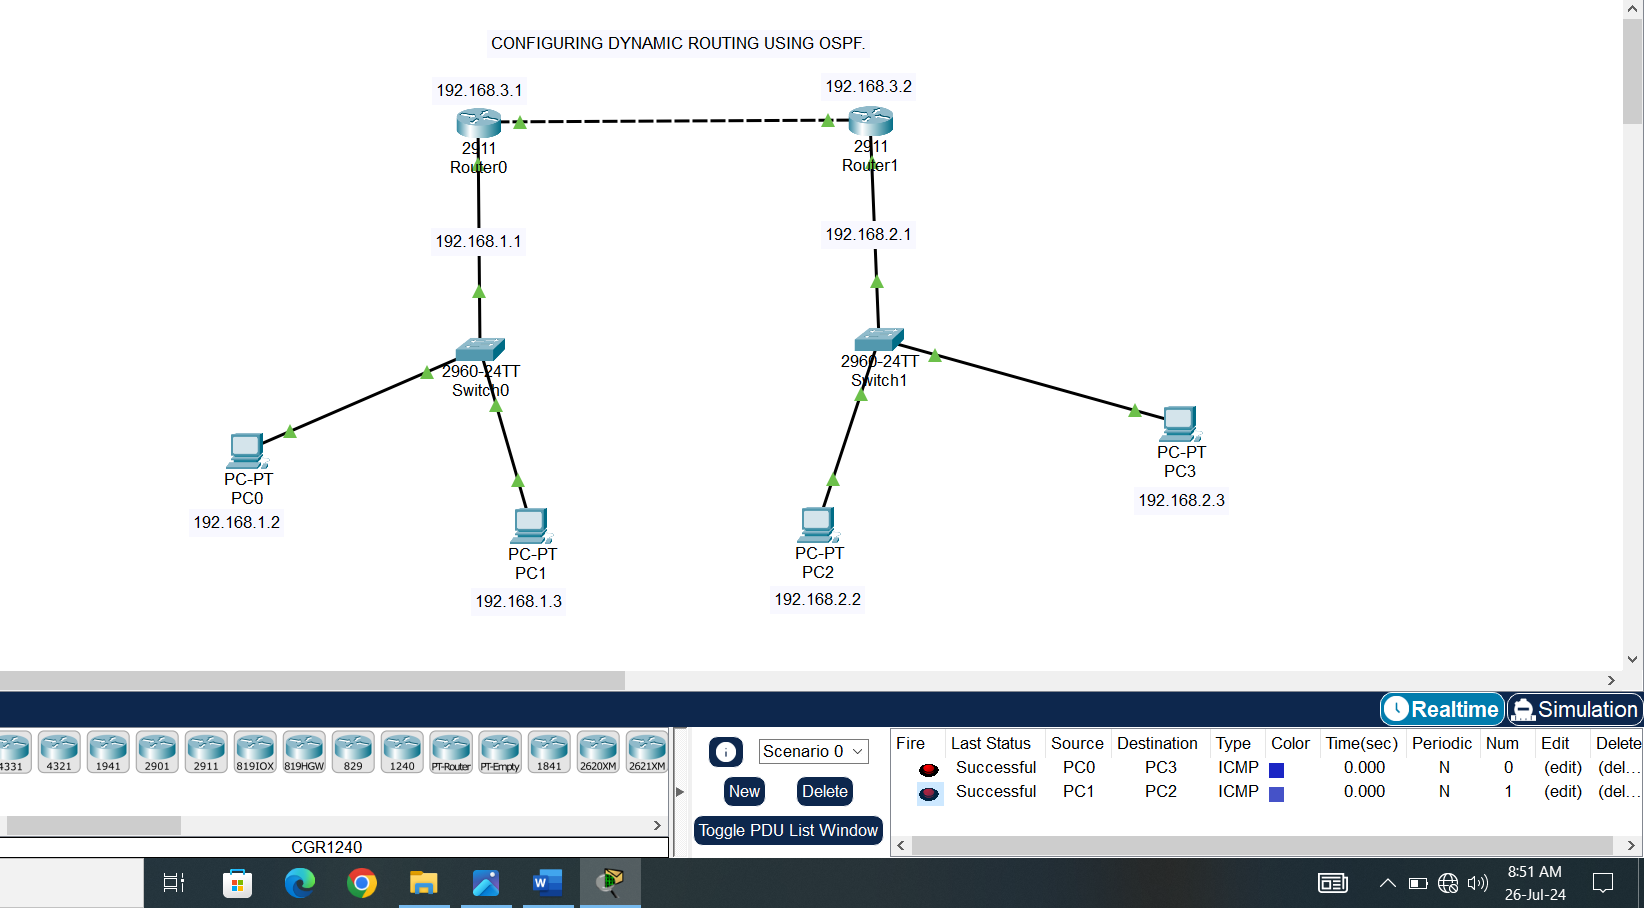 CONFIGURING DYNAMIC ROUTING USING OSPF.
192.168.3.1
192.168.3.2
2911
Router0
2911
Router1
192.168.1.1
192.168.2.1
2960-24TT
Switch0
2960-24TT
Switch1
PC-PT
PC0
192.168.1.2
PC-PT
PC1
192.168.1.3
PC-PT
PC2
192.168.2.2
PC-PT
PC3
192.168.2.3
Realtime
Simulation
4331
4321
1941
2901
2911
819IOX
819HGW
829
1240
PT-Router
PT-Empty
1841
2620XM
2621XM
CGR1240
Scenario 0
New
Delete
Toggle PDU List Window
Fire Last Status Source Destination Type Color Time(sec) Periodic Num Edit Delete
Successful PC0 PC3 ICMP 0.000 N 0 (edit) (del...
Successful PC1 PC2 ICMP 0.000 N 1 (edit) (del...
8:51 AM
26-Jul-24